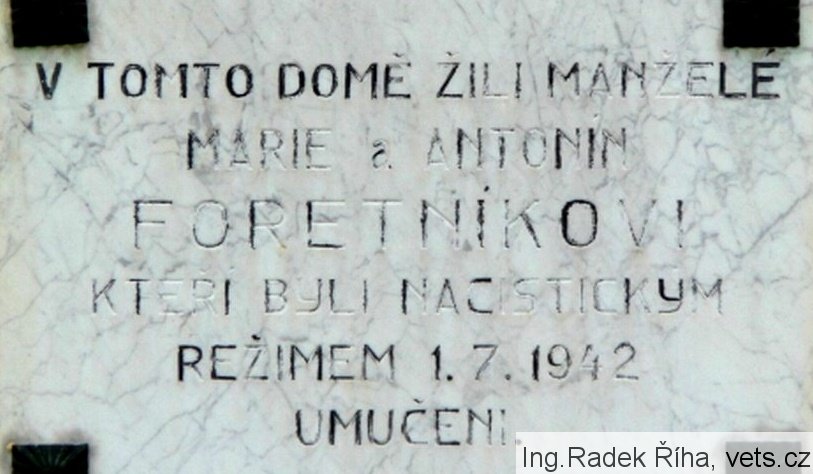 V TOMTO DOMĚ ŽILI MANŽELÉ
MARIE a ANTONÍN
FORETNÍKOVI
KTEŘÍ BYLI NACISTICKÝM
REŽIMEM 1.7.1942
UMUČENI.
Ing.Radek Říha, vets.cz